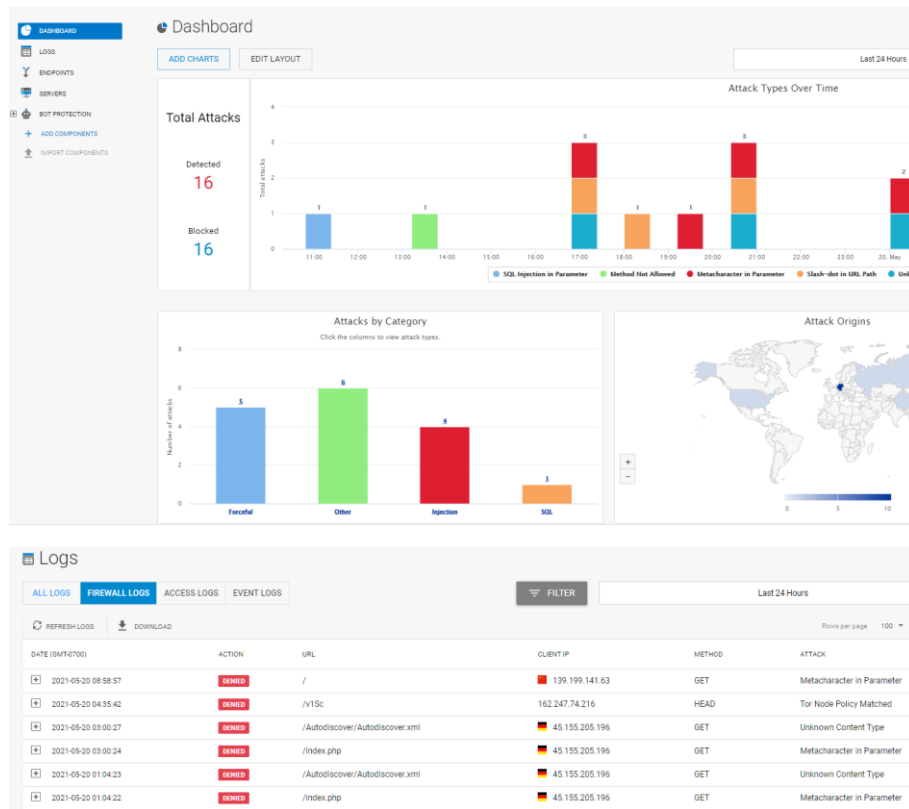 DASHBOARD
LOGS
ENDPOINTS
SERVERS
BOT PROTECTION
ADD COMPONENTS
IMPORT COMPONENTS
Dashboard
ADD CHARTS EDIT LAYOUT Last 24 Hours
Total Attacks
Detected
16
Blocked
16
Attack Types Over Time
Total attacks
4
3
2
1
0
1 1 3 1 1 3 2
11:00 12:00 13:00 14:00 15:00 16:00 17:00 18:00 19:00 20:00 21:00 22:00 23:00 20. May
SQL Injection in Parameter Method Not Allowed Metacharacter in Parameter Slash-dot in URL Path
Attacks by Category
Click the columns to view attack types.
Number of attacks
8
6
4
2
0
5 6 4 1
Forceful Other Injection SQL
Attack Origins
+
−
0 5 10
Logs
ALL LOGS FIREWALL LOGS ACCESS LOGS EVENT LOGS FILTER Last 24 Hours
REFRESH LOGS DOWNLOAD Rows per page 100
DATE (GMT-0700) ACTION URL CLIENT IP METHOD ATTACK
2021-05-20 08:58:57 DENIED / 139.199.141.63 GET Metacharacter in Parameter
2021-05-20 04:35:42 DENIED /v1Sc 162.247.74.216 HEAD Tor Node Policy Matched
2021-05-20 03:00:27 DENIED /Autodiscover/Autodiscover.xml 45.155.205.196 GET Unknown Content Type
2021-05-20 03:00:24 DENIED /index.php 45.155.205.196 GET Metacharacter in Parameter
2021-05-20 01:04:23 DENIED /Autodiscover/Autodiscover.xml 45.155.205.196 GET Unknown Content Type
2021-05-20 01:04:22 DENIED /index.php 45.155.205.196 GET Metacharacter in Parameter